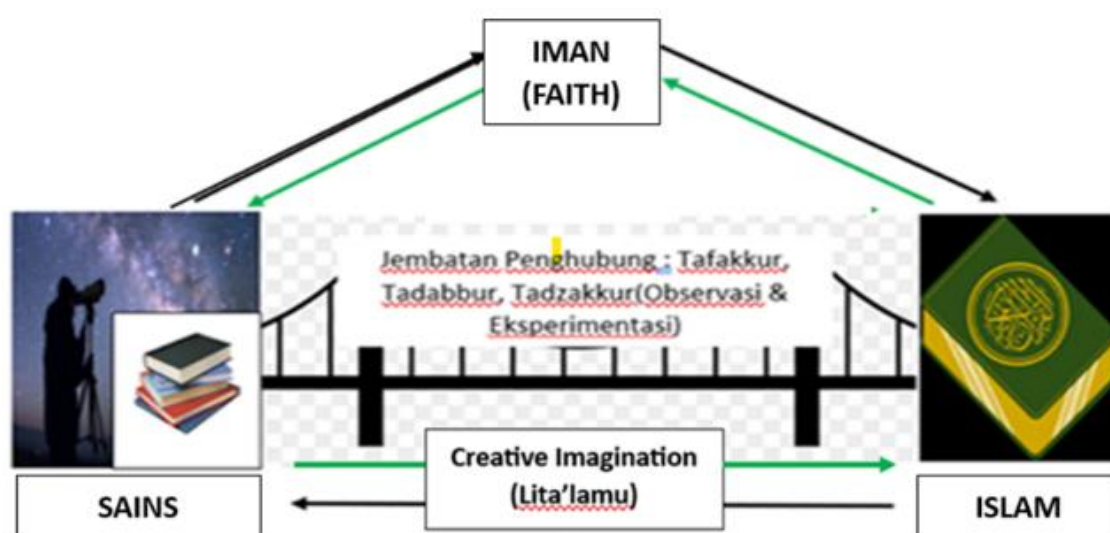 IMAN
(FAITH)
Jembatan Penghubung : Tafakkur,
Tadabbur, Tadzakkur(Observasi &
Eksperimentasi)
Creative Imagination
(Lita'lamu)
SAINS
ISLAM